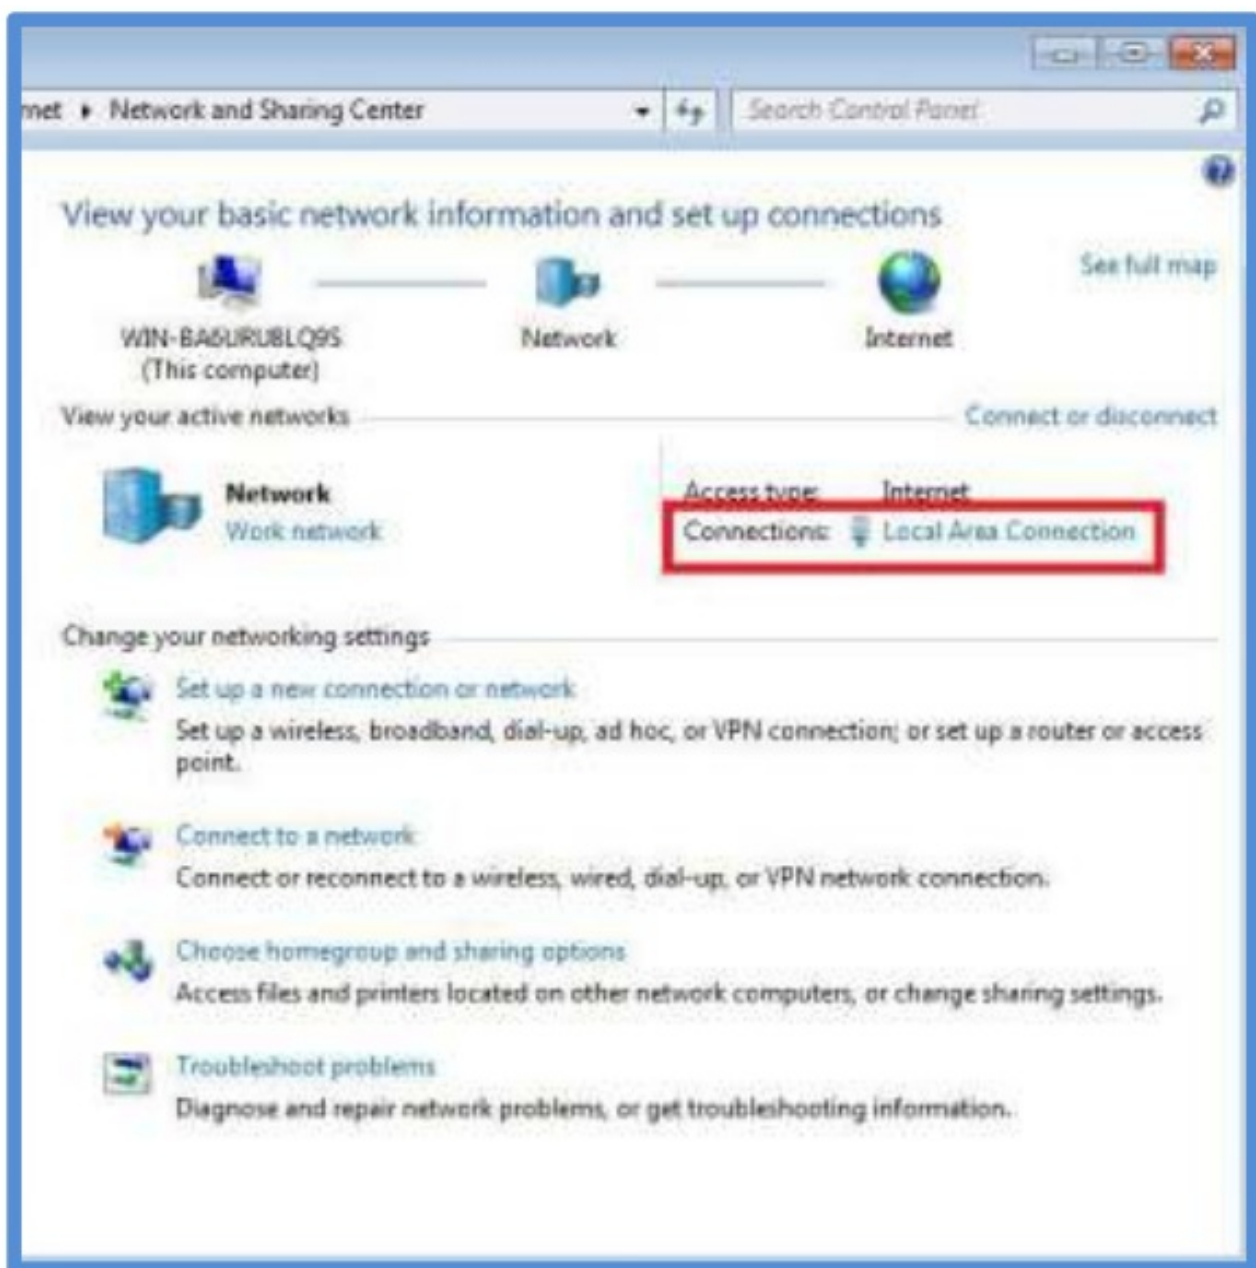 met ▸ Network and Sharing Center
Search Control Panel
View your basic network information and set up connections
See full map
WIN-BA6URU8LQ9S
(This computer)
Network
Internet
View your active networks
Connect or disconnect
Network
Work network
Access type: Internet
Connections: Local Area Connection
Change your networking settings
Set up a new connection or network
Set up a wireless, broadband, dial-up, ad hoc, or VPN connection; or set up a router or access
point.
Connect to a network
Connect or reconnect to a wireless, wired, dial-up, or VPN network connection.
Choose homegroup and sharing options
Access files and printers located on other network computers, or change sharing settings.
Troubleshoot problems
Diagnose and repair network problems, or get troubleshooting information.